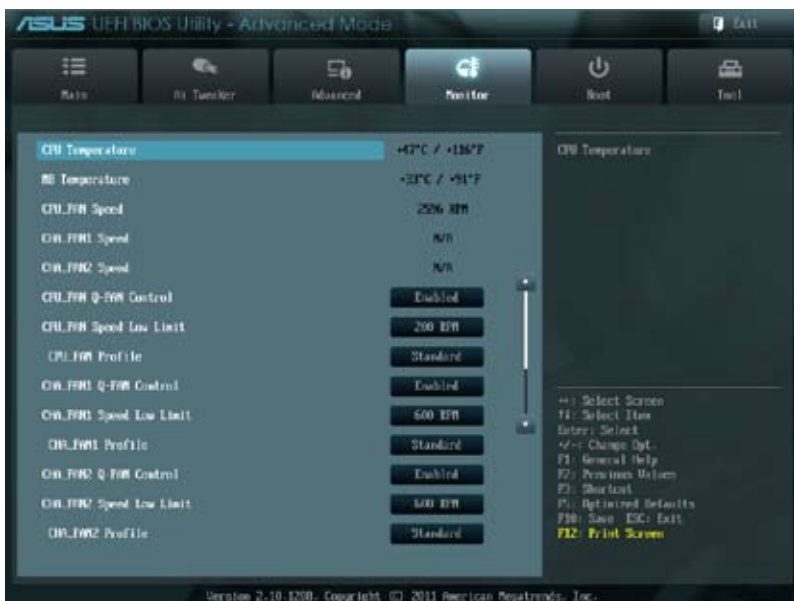 ASUS UEFI BIOS Utility - Advanced Mode
Exit
Main
Ai Tweaker
Advanced
Monitor
Boot
Tool
CPU Temperature +47°C / +116°F
CPU Temperature
MB Temperature +33°C / +91°F
CPU_FAN Speed 2596 RPM
CHA_FAN1 Speed N/A
CHA_FAN2 Speed N/A
CPU_FAN Q-FAN Control Enabled
CPU_FAN Speed Low Limit 200 RPM
CPU_FAN Profile Standard
CHA_FAN1 Q-FAN Control Enabled
CHA_FAN1 Speed Low Limit 600 RPM
CHA_FAN1 Profile Standard
CHA_FAN2 Q-FAN Control Enabled
CHA_FAN2 Speed Low Limit 600 RPM
CHA_FAN2 Profile Standard
: Select Screen
: Select Item
Enter: Select
+/-: Change Opt.
F1: General Help
F2: Previous Values
F3: Shortcut
Optimized Defaults
F10: Save ESC: Exit
F12: Print Screen
Version 2.10.1208. Copyright (C) 2011 American Megatrends, Inc.